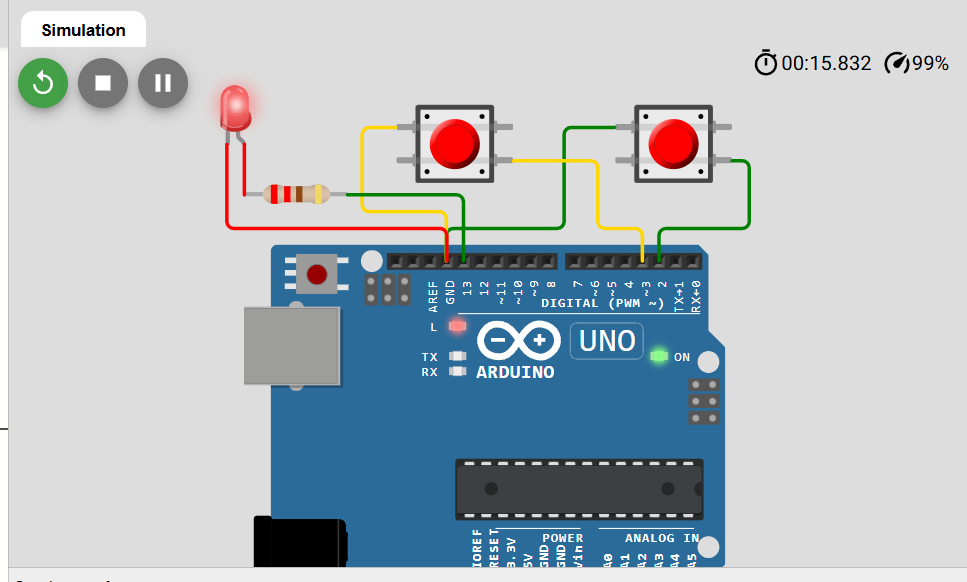 Simulation
00:15.832 99%
AREF
GND
13
12
~11
~10
~9
8
7
~6
~5
4
~3
2
TX→1
RX←0
DIGITAL (PWM ~)
L
TX
RX
UNO
ON
ARDUINO
IOREF
RESET
3.3V
5V
GND
GND
Vin
POWER
ANALOG IN
A0
A1
A2
A3
A4
A5